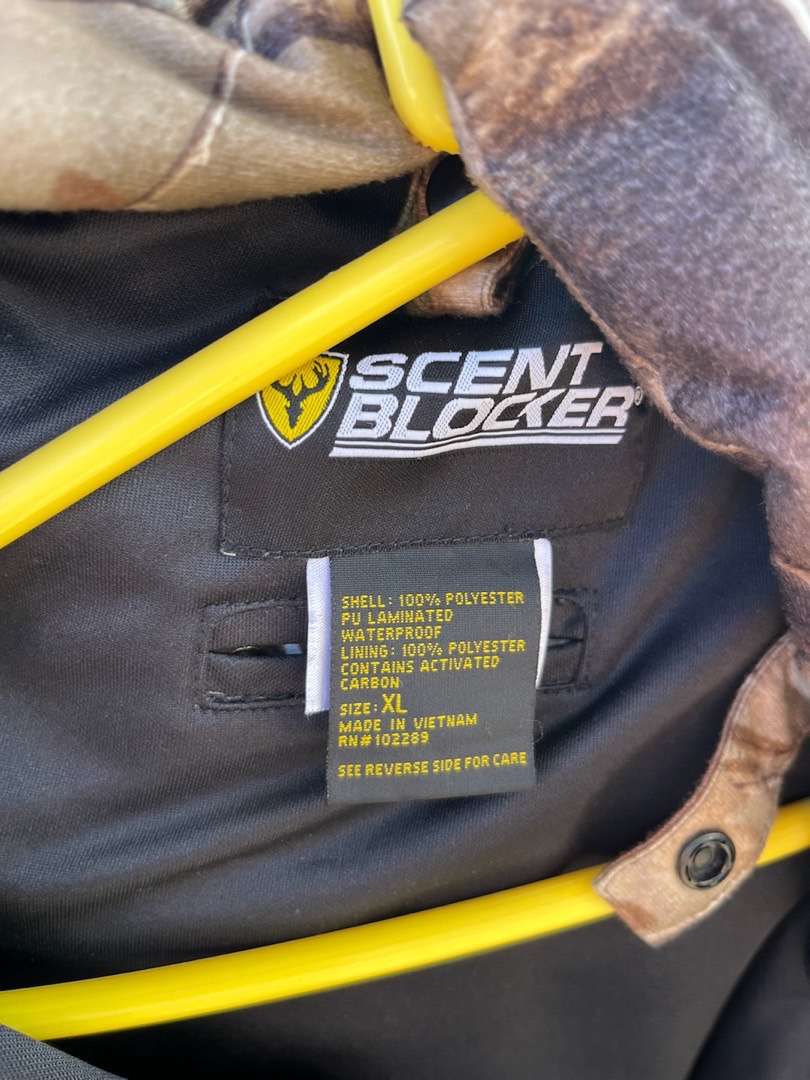 SCENT
BLOCKER®
SHELL: 100% POLYESTER
PU LAMINATED
WATERPROOF
LINING: 100% POLYESTER
CONTAINS ACTIVATED
CARBON
SIZE: XL
MADE IN VIETNAM
RN#102289
SEE REVERSE SIDE FOR CARE